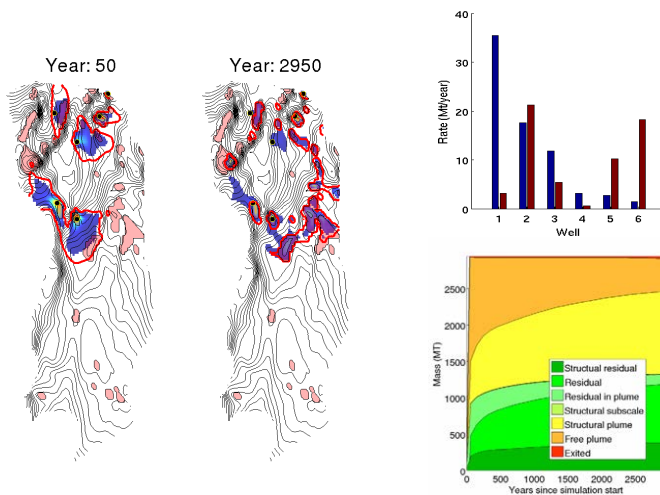 Year: 50
Year: 2950
40
30
20
10
0
Rate (Mt/year)
1 2 3 4 5 6
Well
2500
2000
1500
1000
500
0
Mass (MT)
Structual residual
Residual
Residual in plume
Structural subscale
Structural plume
Free plume
Exited
0 500 1000 1500 2000 2500
Years since simulation start